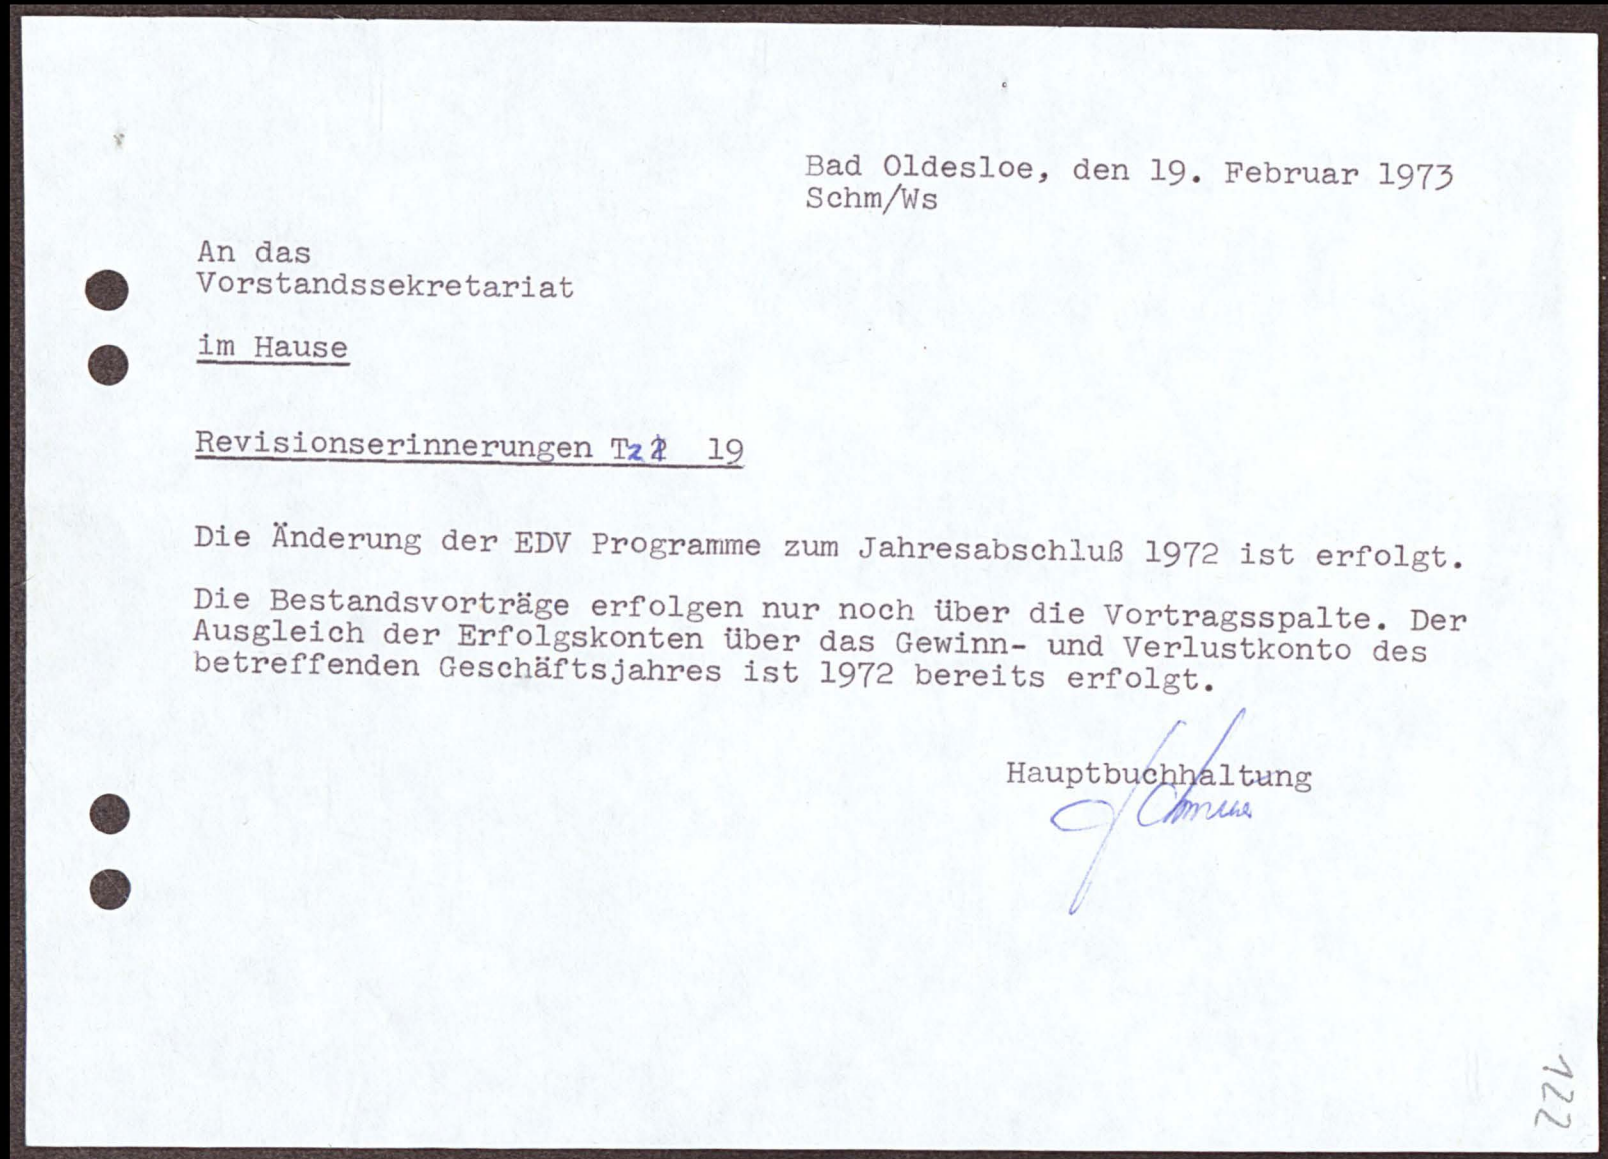 Bad Oldesloe, den 19. Februar 1973
Schm/Ws
An das
Vorstandssekretariat
im Hause
Revisionserinnerungen Tz 19
Die Änderung der EDV Programme zum Jahresabschluß 1972 ist erfolgt.
Die Bestandsvorträge erfolgen nur noch über die Vortragsspalte. Der
Ausgleich der Erfolgskonten über das Gewinn- und Verlustkonto des
betreffenden Geschäftsjahres ist 1972 bereits erfolgt.
Hauptbuchhaltung
122